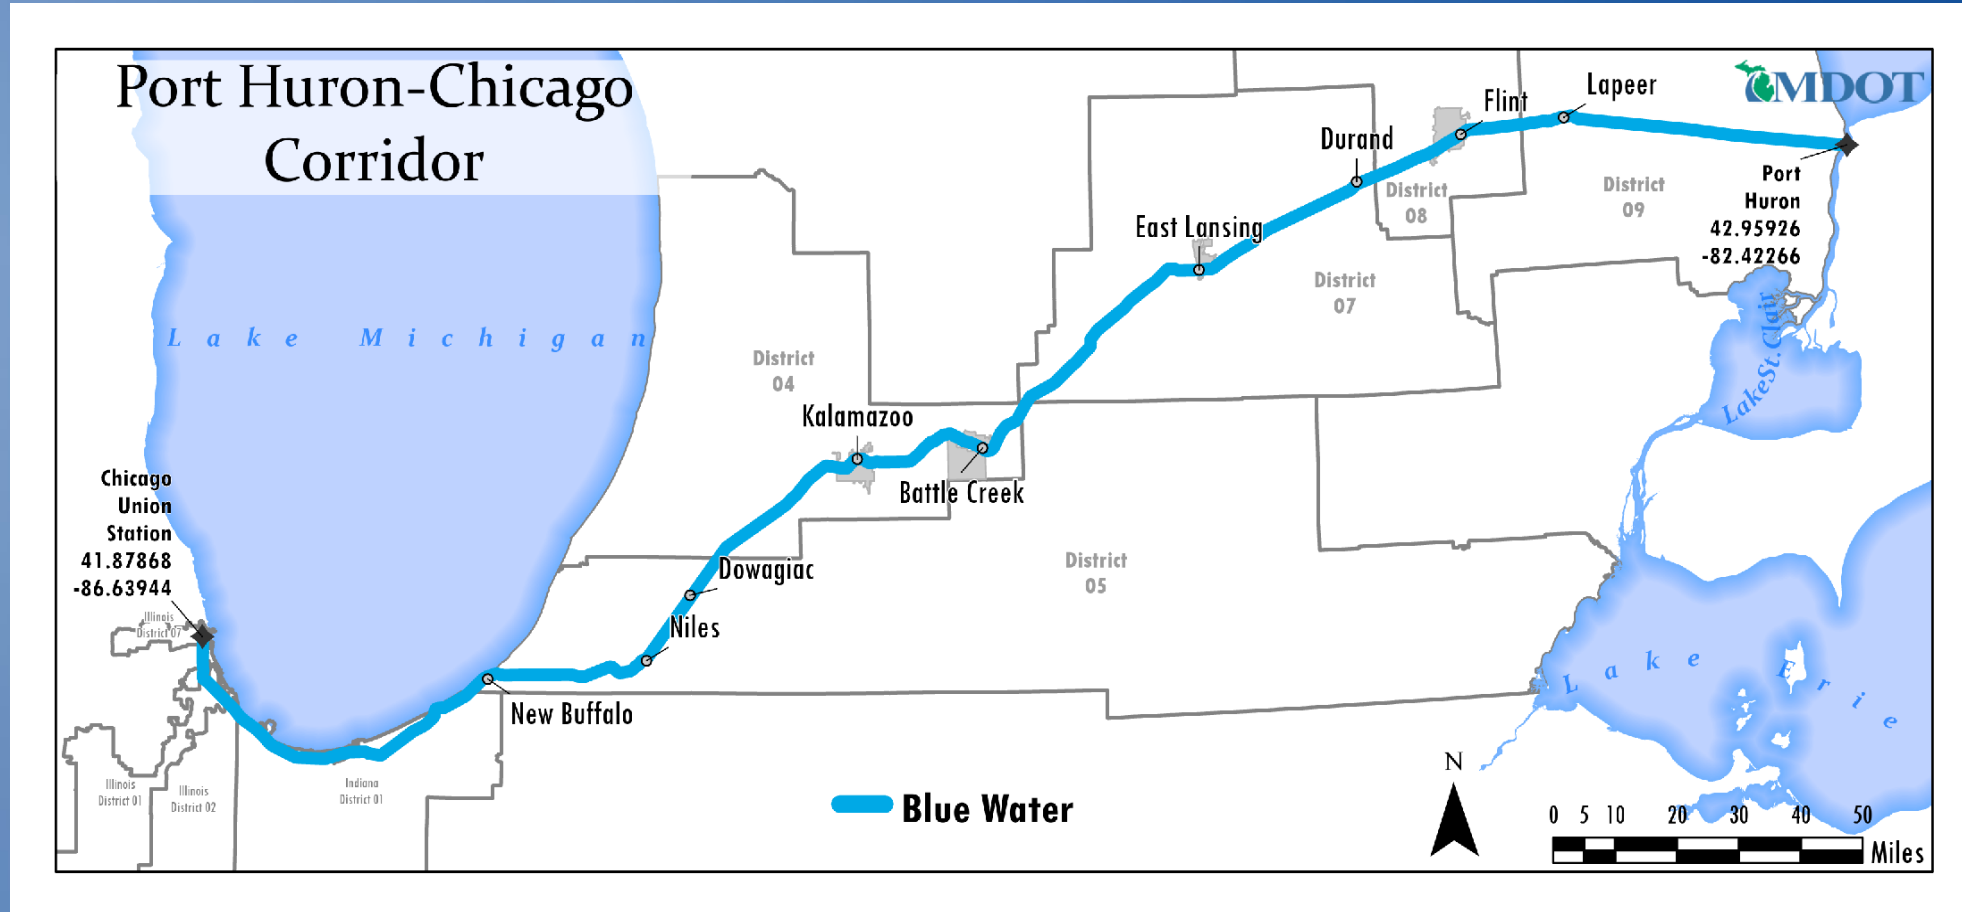 Port Huron-Chicago
Corridor
MDOT
Lapeer
Flint
Durand
Port
Huron
42.95926
-82.42266
District
08
District
09
East Lansing
District
07
Lake St. Clair
Lake Michigan
District
04
Kalamazoo
Battle Creek
Chicago
Union
Station
41.87868
-86.63944
Illinois
District 07
Dowagiac
District
05
Niles
New Buffalo
Lake Erie
Illinois
District 01
Illinois
District 02
Indiana
District 01
Blue Water
N
0 5 10 20 30 40 50
Miles